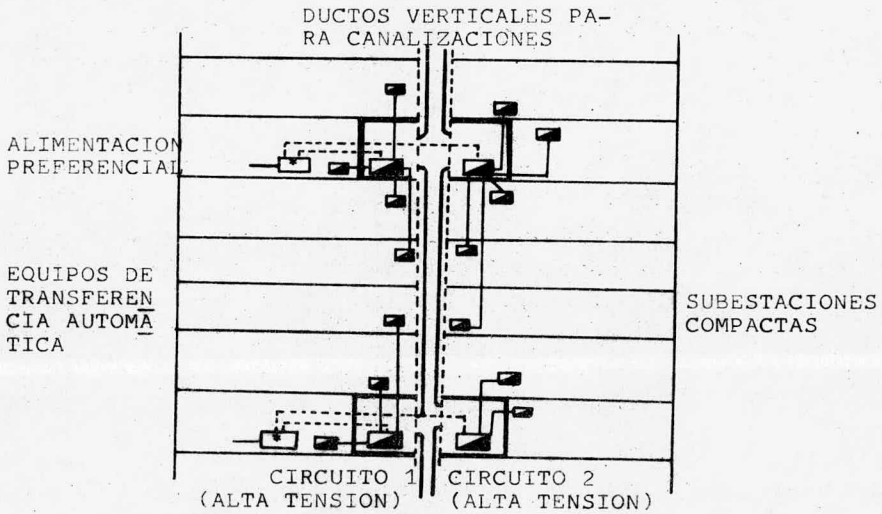 DUCTOS VERTICALES PA-
RA CANALIZACIONES
ALIMENTACION
PREFERENCIAL
EQUIPOS DE
TRANSFEREN
CIA AUTOMÁ
TICA
SUBESTACIONES
COMPACTAS
CIRCUITO 1
(ALTA TENSION)
CIRCUITO 2
(ALTA TENSION)